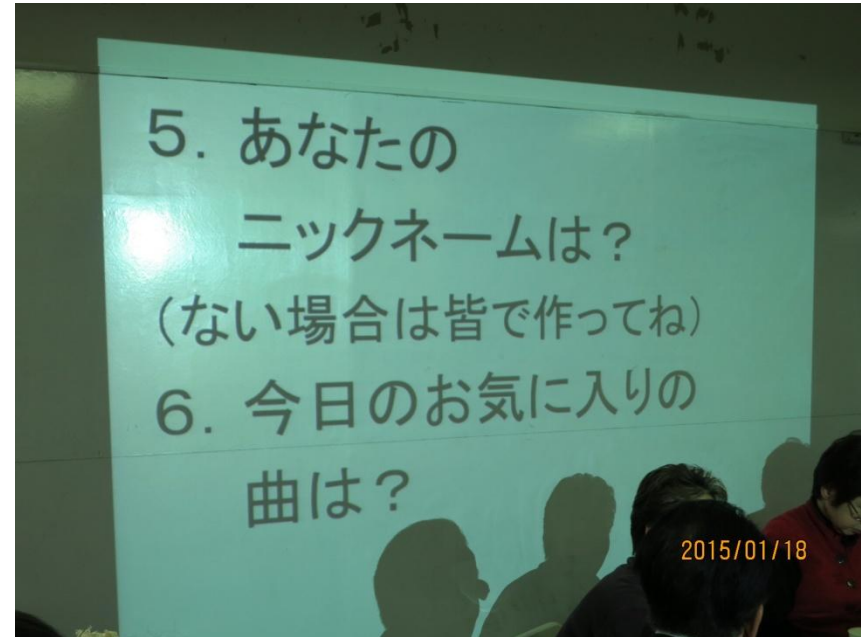 5. あなたの
ニックネームは？
（ない場合は皆で作ってね）
6. 今日のお気に入りの
曲は？
2015/01/18